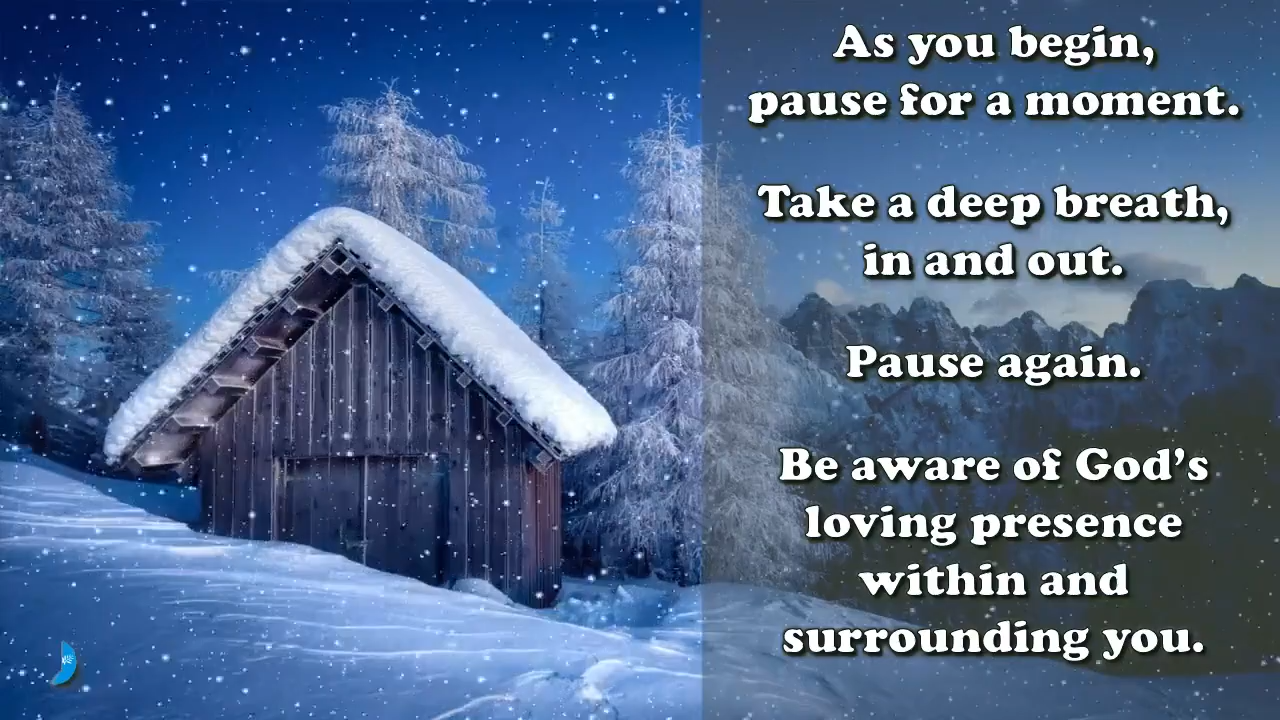 As you begin,
pause for a moment.
Take a deep breath,
in and out.
Pause again.
Be aware of God’s
loving presence
within and
surrounding you.